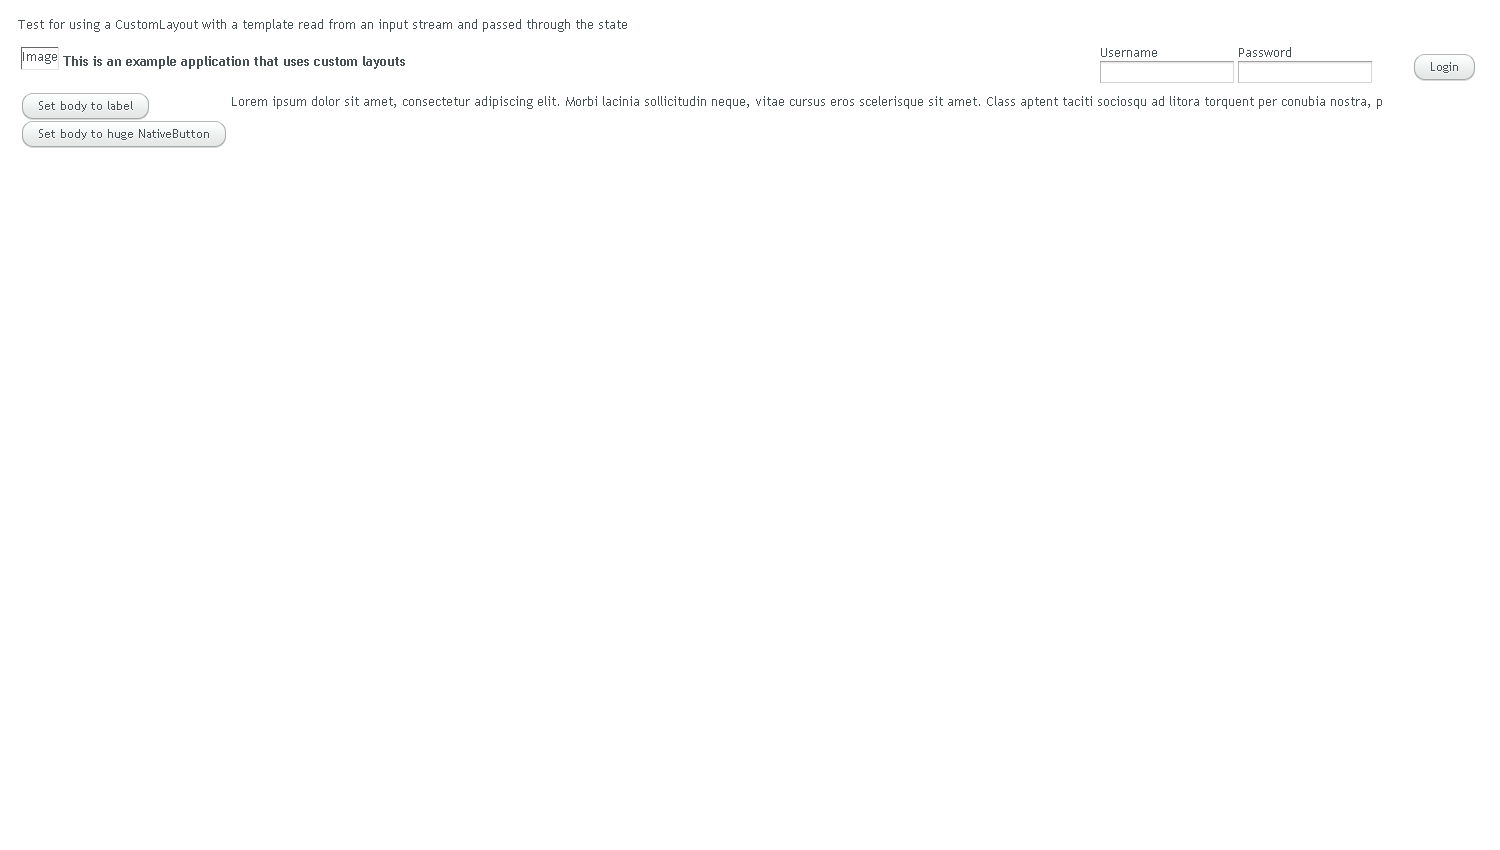 Test for using a CustomLayout with a template read from an input stream and passed through the state
Image This is an example application that uses custom layouts
Username Password
Login
Set body to label
Lorem ipsum dolor sit amet, consectetur adipiscing elit. Morbi lacinia sollicitudin neque, vitae cursus eros scelerisque sit amet. Class aptent taciti sociosqu ad litora torquent per conubia nostra, p
Set body to huge NativeButton